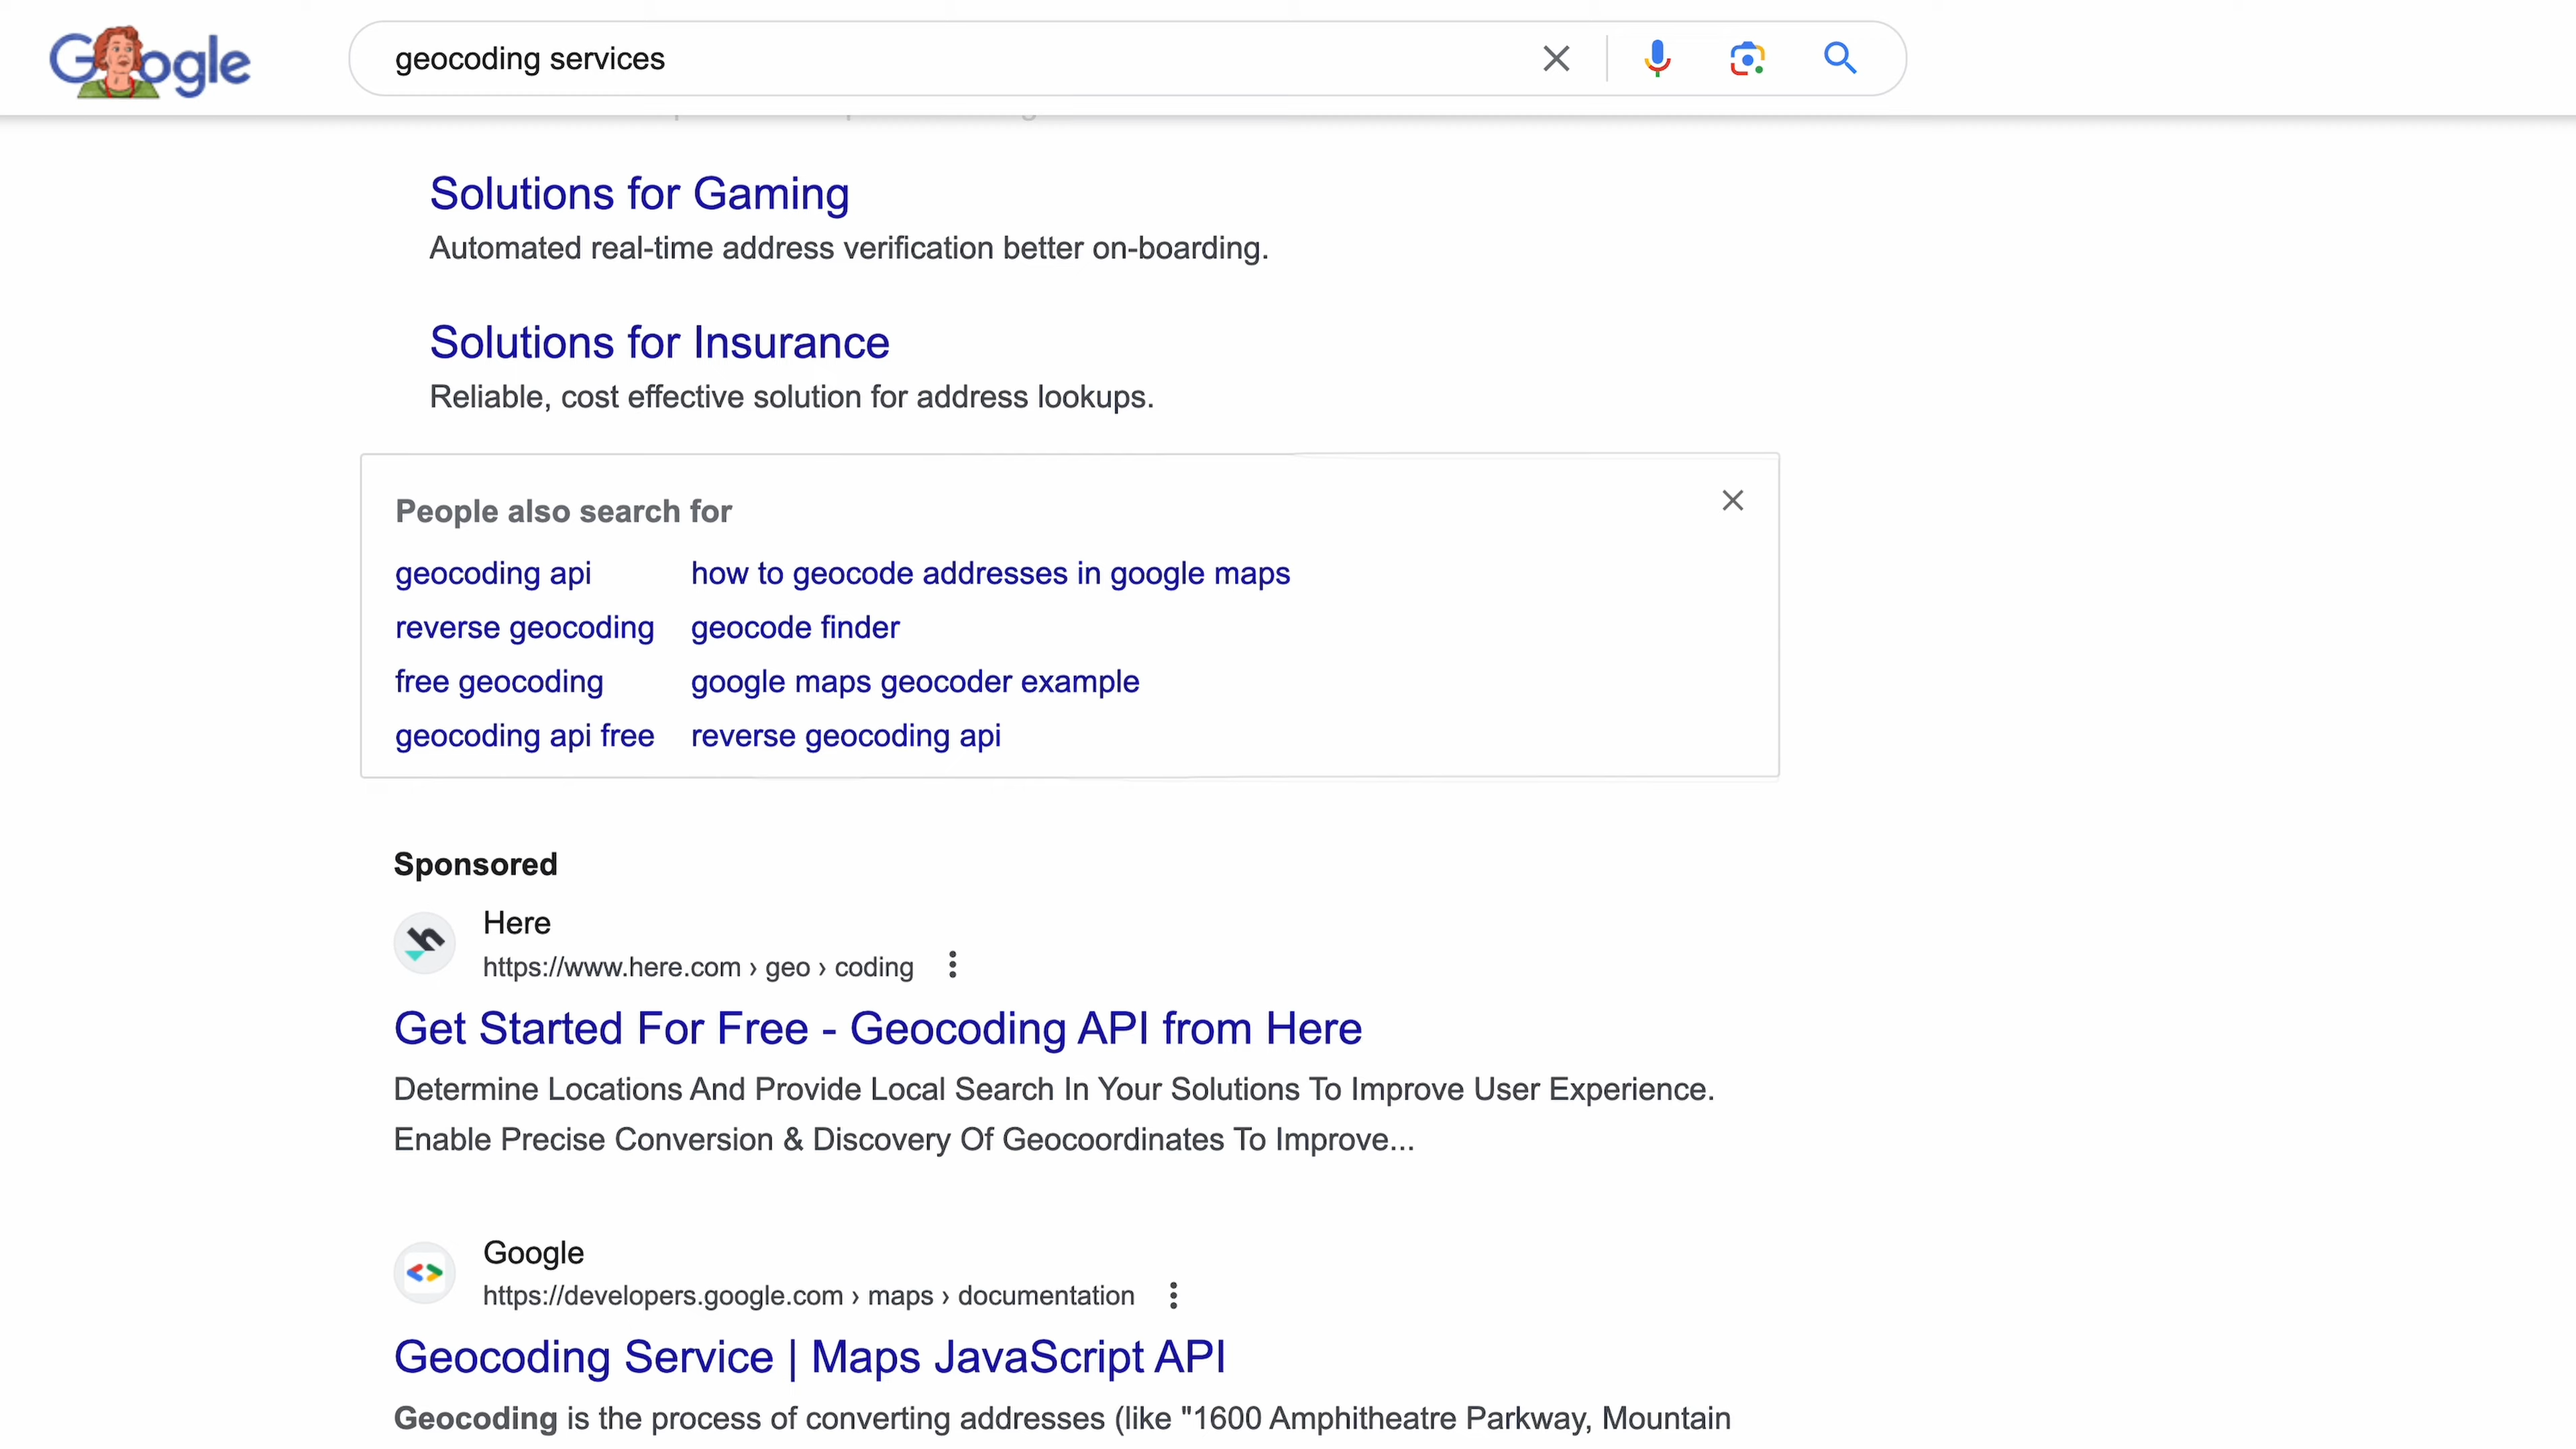 Google
geocoding services
Solutions for Gaming
Automated real-time address verification better on-boarding.
Solutions for Insurance
Reliable, cost effective solution for address lookups.
People also search for
geocoding api how to geocode addresses in google maps
reverse geocoding geocode finder
free geocoding google maps geocoder example
geocoding api free reverse geocoding api
Sponsored
Here
https://www.here.com › geo › coding
Get Started For Free - Geocoding API from Here
Determine Locations And Provide Local Search In Your Solutions To Improve User Experience.
Enable Precise Conversion & Discovery Of Geocoordinates To Improve...
Google
https://developers.google.com › maps › documentation
Geocoding Service | Maps JavaScript API
Geocoding is the process of converting addresses (like "1600 Amphitheatre Parkway, Mountain